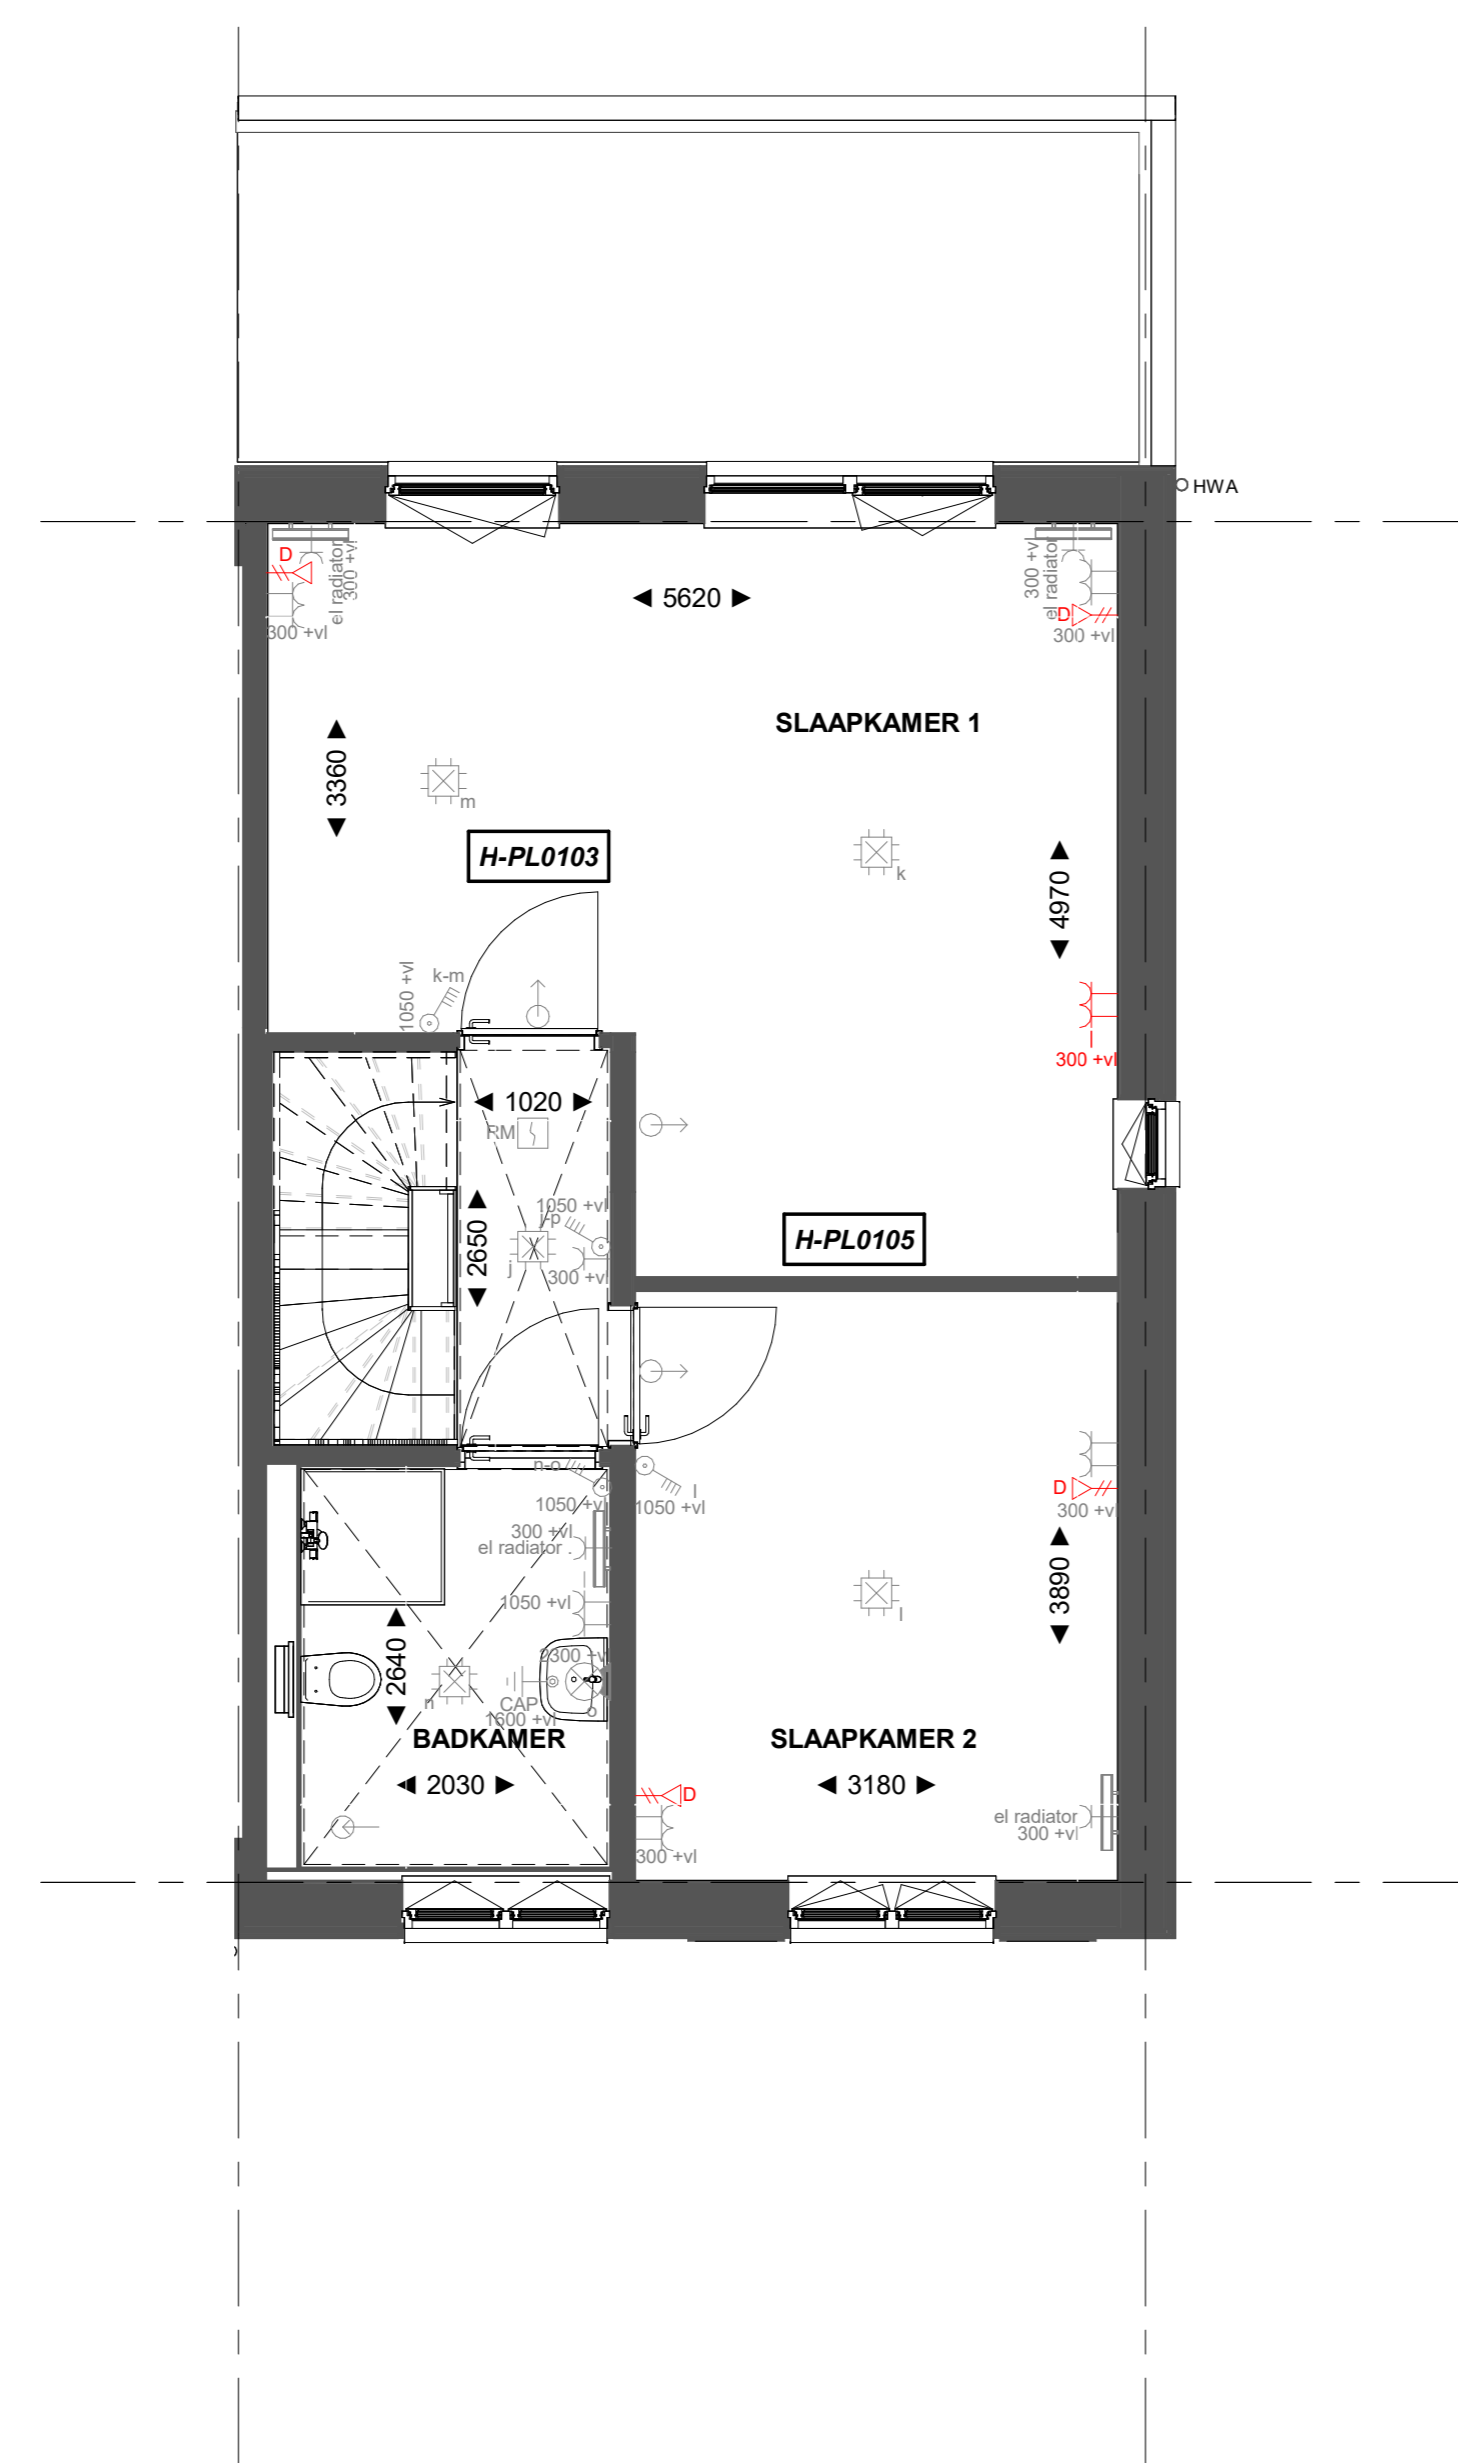 HWA
D
el radiator
300 +vl
300 +vl
5620
300 +vl
el radiator
D
300 +vl
SLAAPKAMER 1
3360
m
k
H-PL0103
4970
1050 +vl
k-m
300 +vl
1020
RM
1050 +vl
j-p
2650
j
300 +vl
H-PL0105
n-o
1050 +vl
l
1050 +vl
D
300 +vl
300 +vl
el radiator .
1050 +vl
3890
l
2640
2300 +vl
n
CAP
o
1600 +vl
BADKAMER
SLAAPKAMER 2
2030
3180
D
el radiator
300 +vl
300 +vl